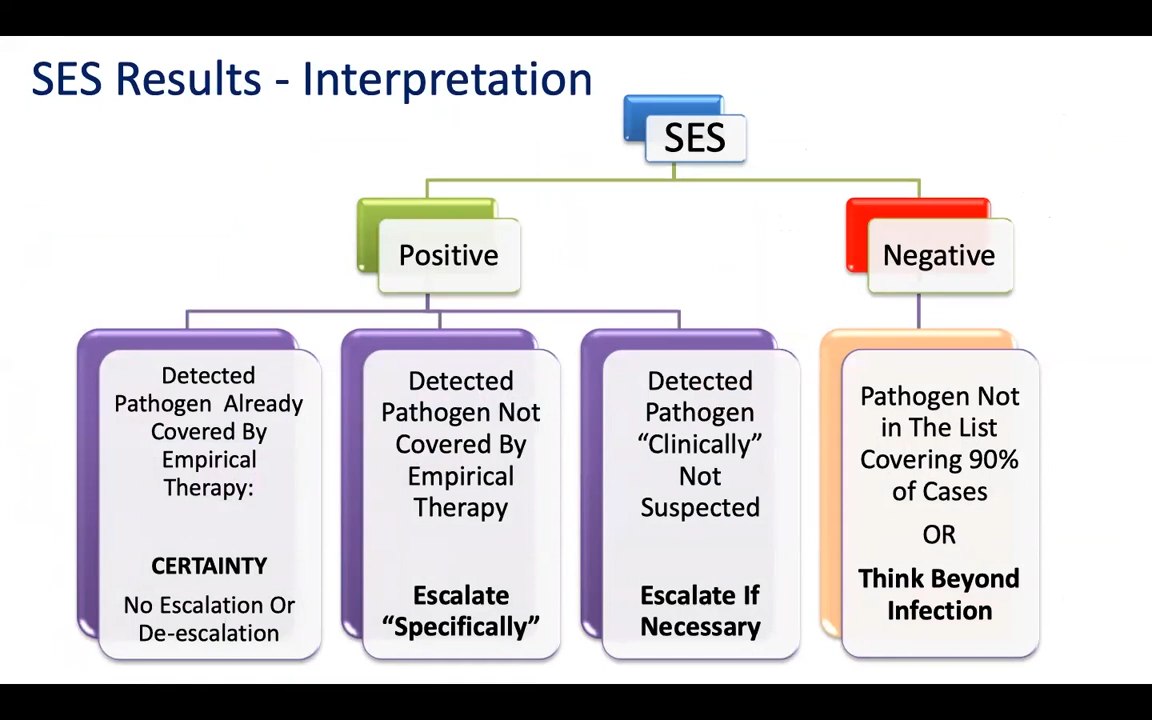 SES Results - Interpretation
SES
Positive
Negative
Detected
Pathogen Already
Covered By
Empirical
Therapy:
CERTAINTY
No Escalation Or
De-escalation
Detected
Pathogen Not
Covered By
Empirical
Therapy
Escalate
“Specifically”
Detected
Pathogen
“Clinically”
Not
Suspected
Escalate If
Necessary
Pathogen Not
in The List
Covering 90%
of Cases
OR
Think Beyond
Infection